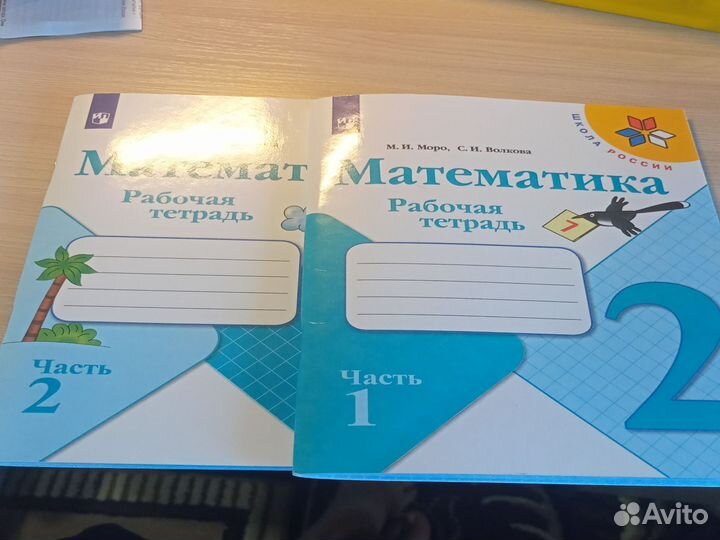 Математ
Рабочая
тетрадь
Часть
2
М. И. Моро, С. И. Волкова
ШКОЛА РОССИИ
Математика
Рабочая
тетрадь
Часть
1
2
Avito